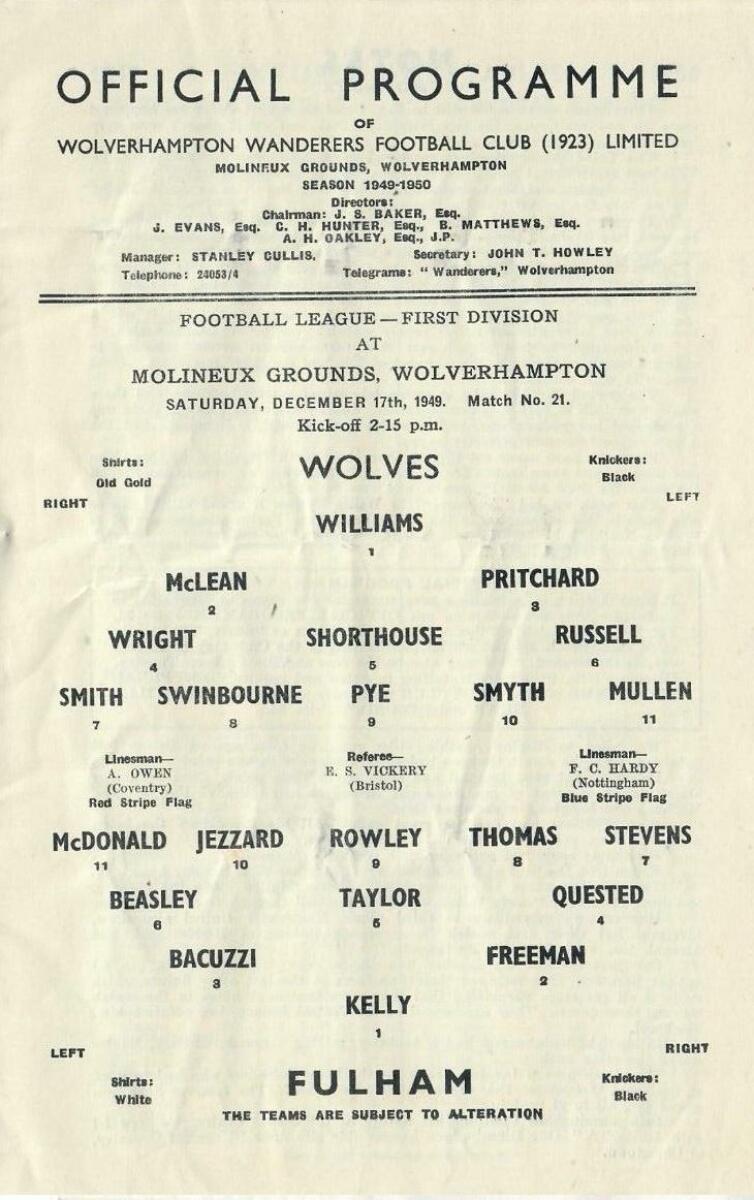 OFFICIAL PROGRAMME
OF
WOLVERHAMPTON WANDERERS FOOTBALL CLUB (1923) LIMITED
MOLINEUX GROUNDS, WOLVERHAMPTON
SEASON 1949-1950
Directors:
Chairman: J. S. BAKER, Esq.
J. EVANS, Esq. C. H. HUNTER, Esq., B. MATTHEWS, Esq.
A. H. OAKLEY, Esq., J.P.
Manager: STANLEY CULLIS. Secretary: JOHN T. HOWLEY
Telephone: 24053/4 Telegrams: "Wanderers," Wolverhampton
FOOTBALL LEAGUE — FIRST DIVISION
AT
MOLINEUX GROUNDS, WOLVERHAMPTON
SATURDAY, DECEMBER 17th, 1949. Match No. 21.
Kick-off 2-15 p.m.
Shirts: WOLVES Knickers:
Old Gold Black
RIGHT LEFT
WILLIAMS
1
McLEAN PRITCHARD
2 3
WRIGHT SHORTHOUSE RUSSELL
4 5 6
SMITH SWINBOURNE PYE SMYTH MULLEN
7 8 9 10 11
Linesman— Referee— Linesman—
A. OWEN E. S. VICKERY F. C. HARDY
(Coventry) (Bristol) (Nottingham)
Red Stripe Flag Blue Stripe Flag
McDONALD JEZZARD ROWLEY THOMAS STEVENS
11 10 9 8 7
BEASLEY TAYLOR QUESTED
6 5 4
BACUZZI FREEMAN
3 2
KELLY
1
LEFT RIGHT
Shirts: FULHAM Knickers:
White Black
THE TEAMS ARE SUBJECT TO ALTERATION